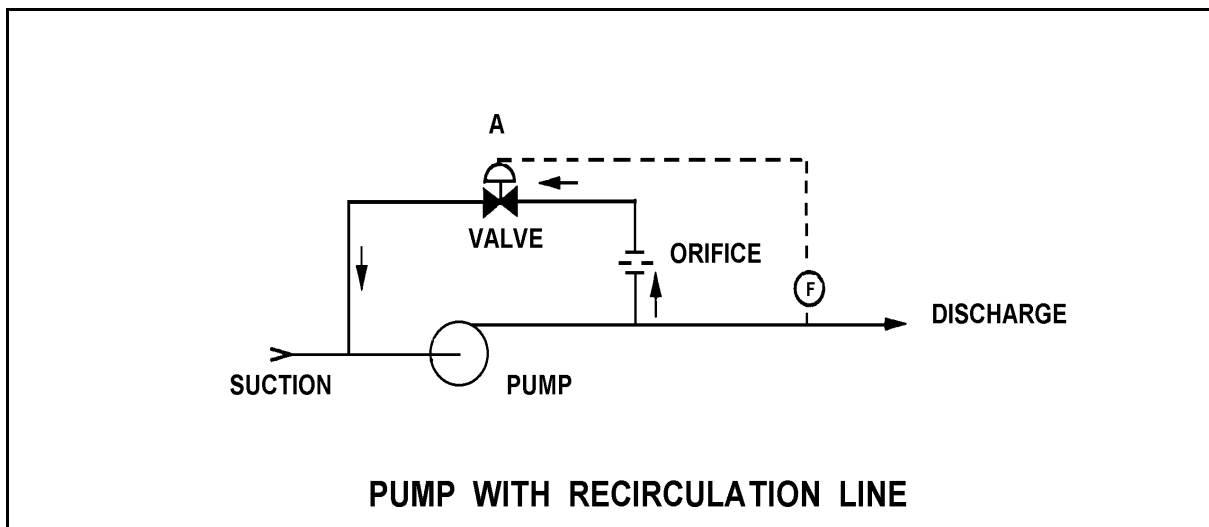 A
VALVE
ORIFICE
F
DISCHARGE
SUCTION
PUMP
PUMP WITH RECIRCULATION LINE